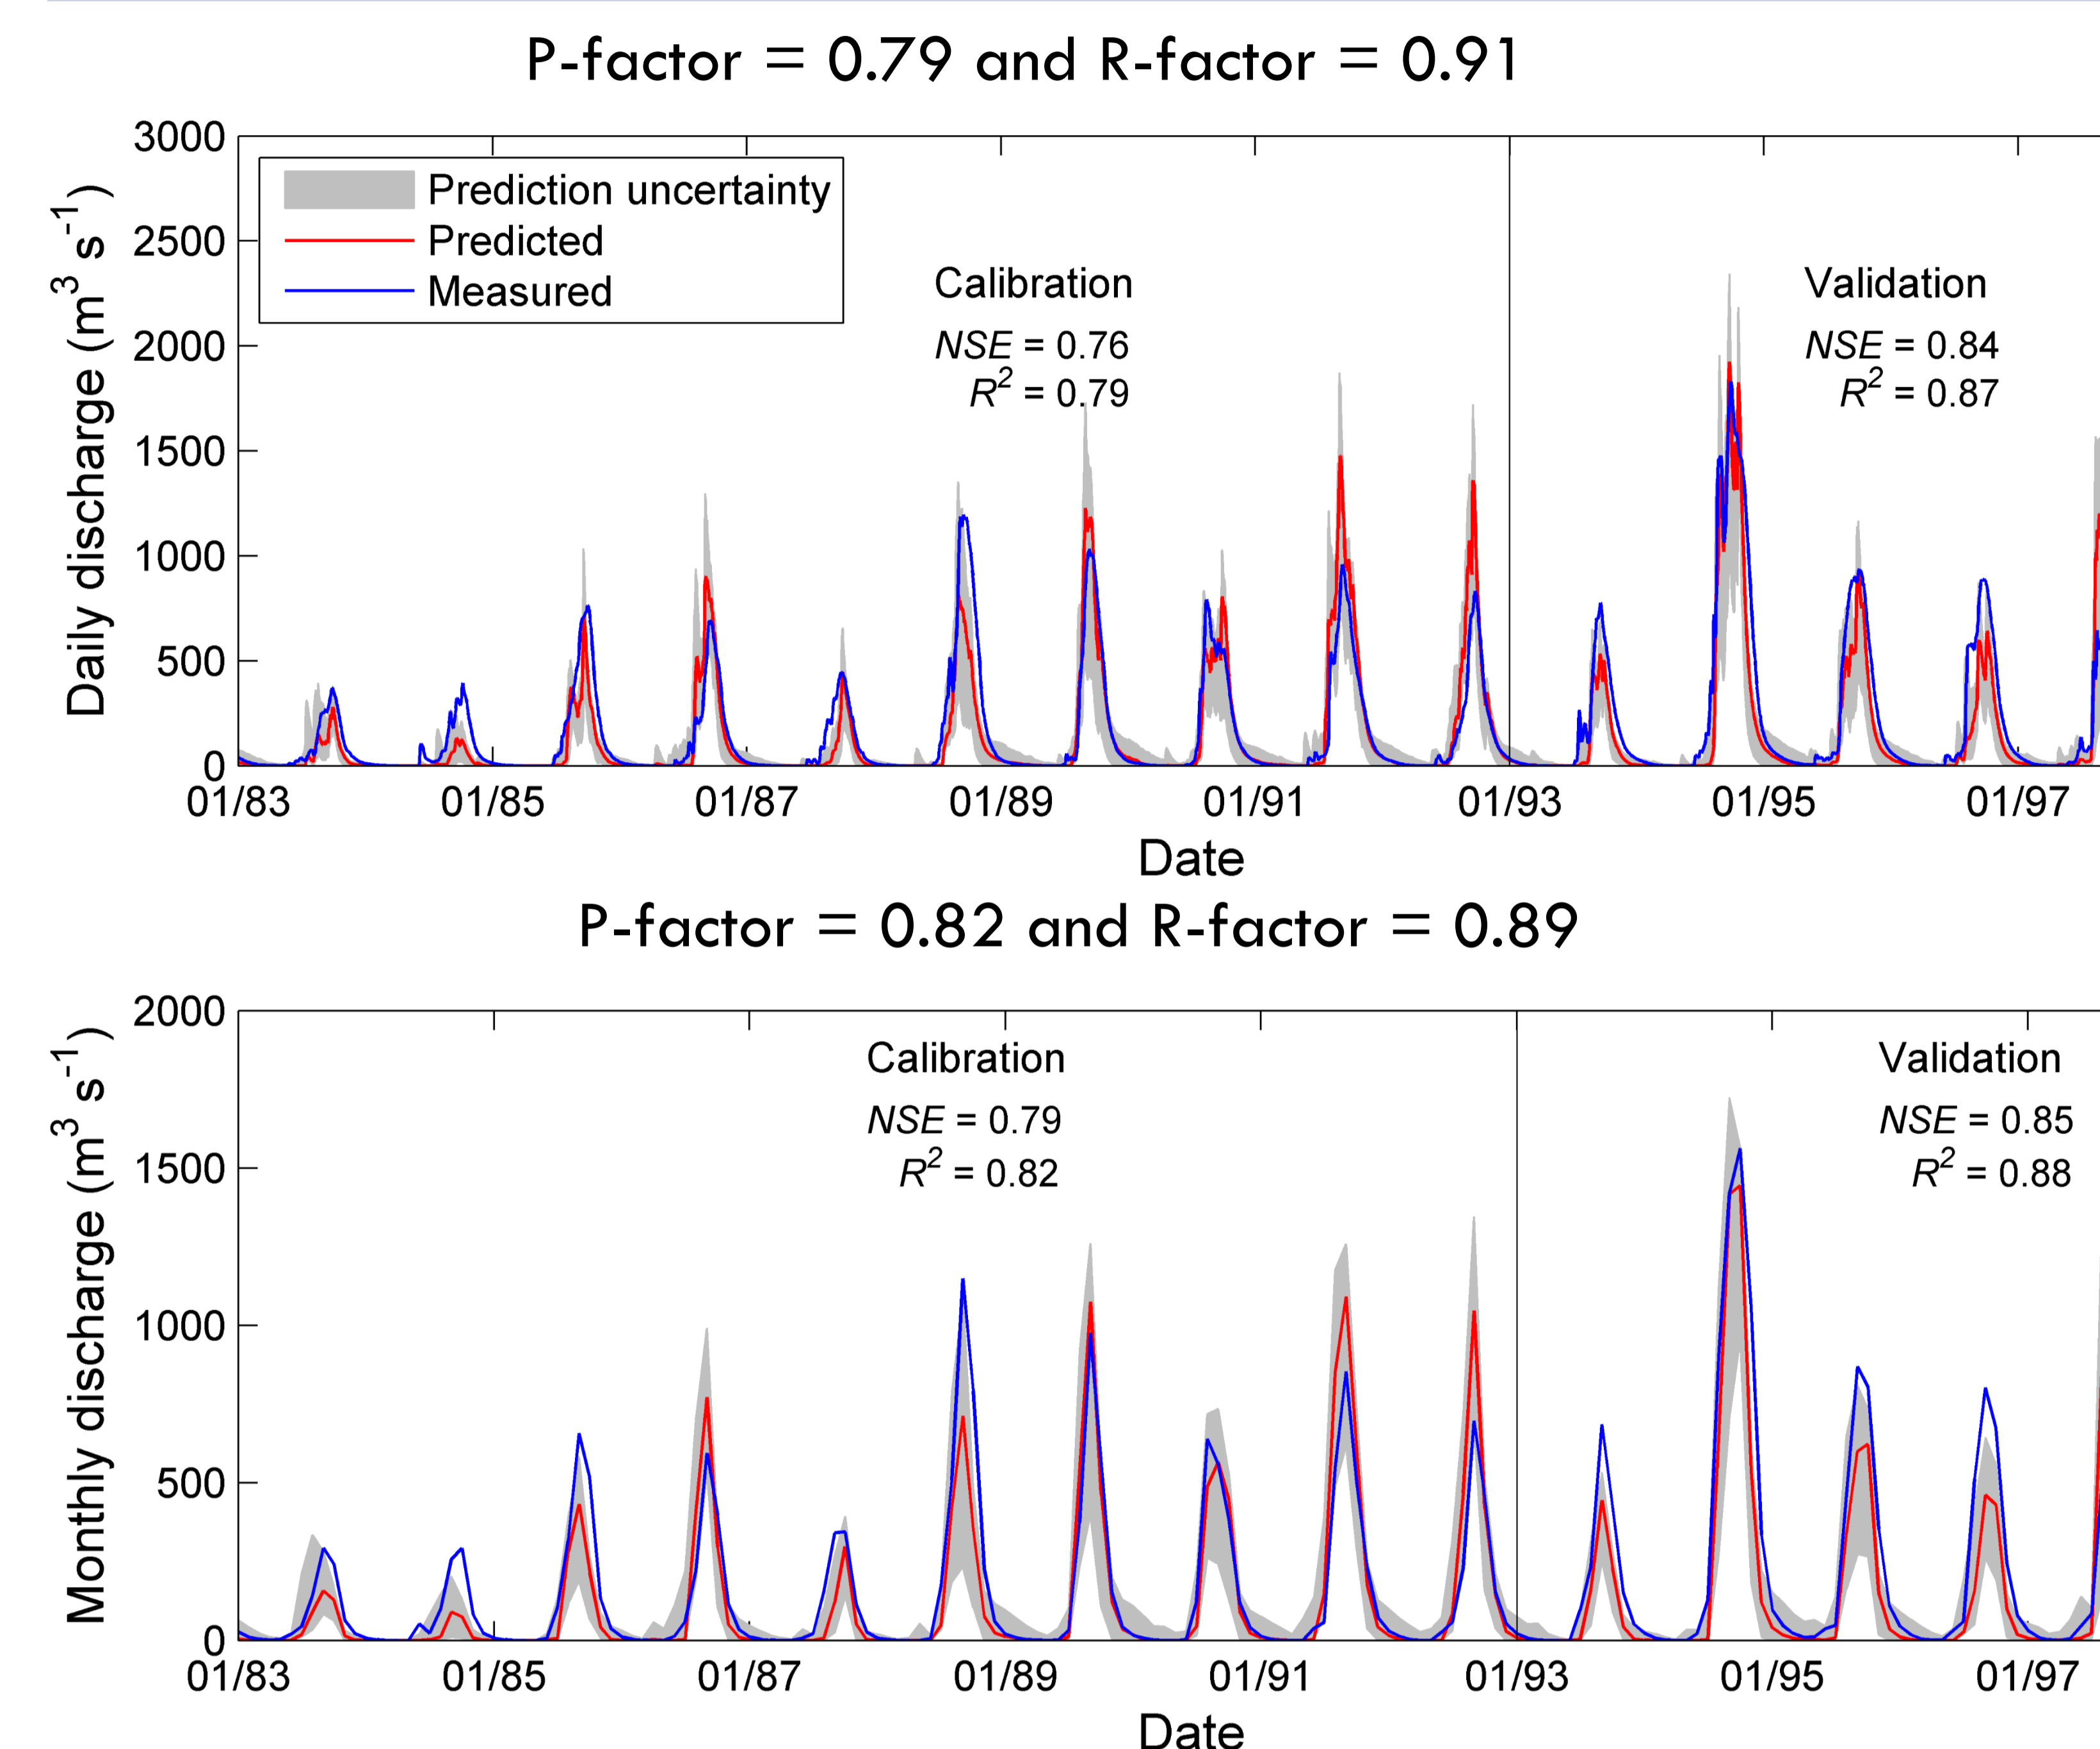 P-factor = 0.79 and R-factor = 0.91
Daily discharge (m³ s⁻¹)
3000
2500
2000
1500
1000
500
0
Prediction uncertainty
Predicted
Measured
Calibration
NSE = 0.76
R² = 0.79
Validation
NSE = 0.84
R² = 0.87
01/83 01/85 01/87 01/89 01/91 01/93 01/95 01/97
Date
P-factor = 0.82 and R-factor = 0.89
Monthly discharge (m³ s⁻¹)
2000
1500
1000
500
0
Calibration
NSE = 0.79
R² = 0.82
Validation
NSE = 0.85
R² = 0.88
01/83 01/85 01/87 01/89 01/91 01/93 01/95 01/97
Date